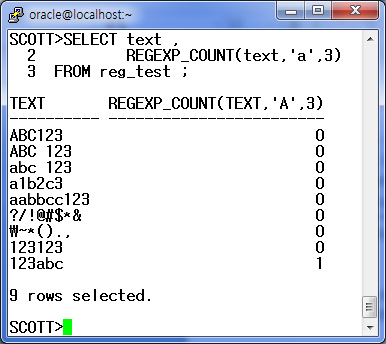 oracle@localhost:~
SCOTT>SELECT text ,
  2          REGEXP_COUNT(text,'a',3)
  3  FROM reg_test ;
TEXT       REGEXP_COUNT(TEXT,'A',3)
---------- ------------------------
ABC123                            0
ABC 123                           0
abc 123                           0
a1b2c3                            0
aabbcc123                         0
?/!@#$*&                          0
₩~*().,                           0
123123                            0
123abc                            1
9 rows selected.
SCOTT>